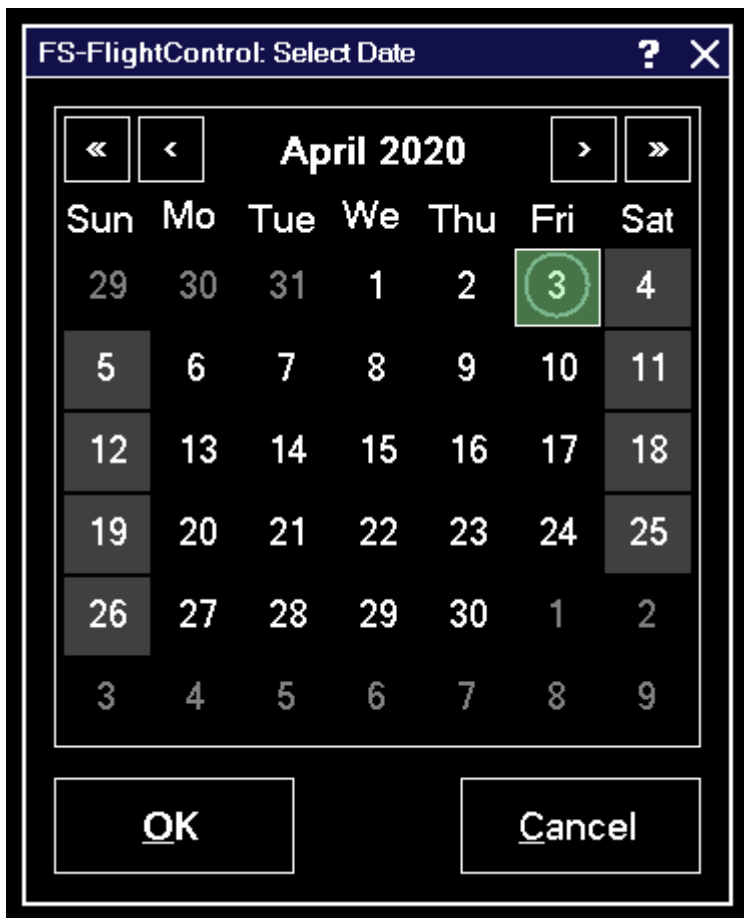 FS-FlightControl: Select Date ? X
« ‹ April 2020 › »
Sun Mo Tue We Thu Fri Sat
29 30 31 1 2 3 4
5 6 7 8 9 10 11
12 13 14 15 16 17 18
19 20 21 22 23 24 25
26 27 28 29 30 1 2
3 4 5 6 7 8 9
OK Cancel